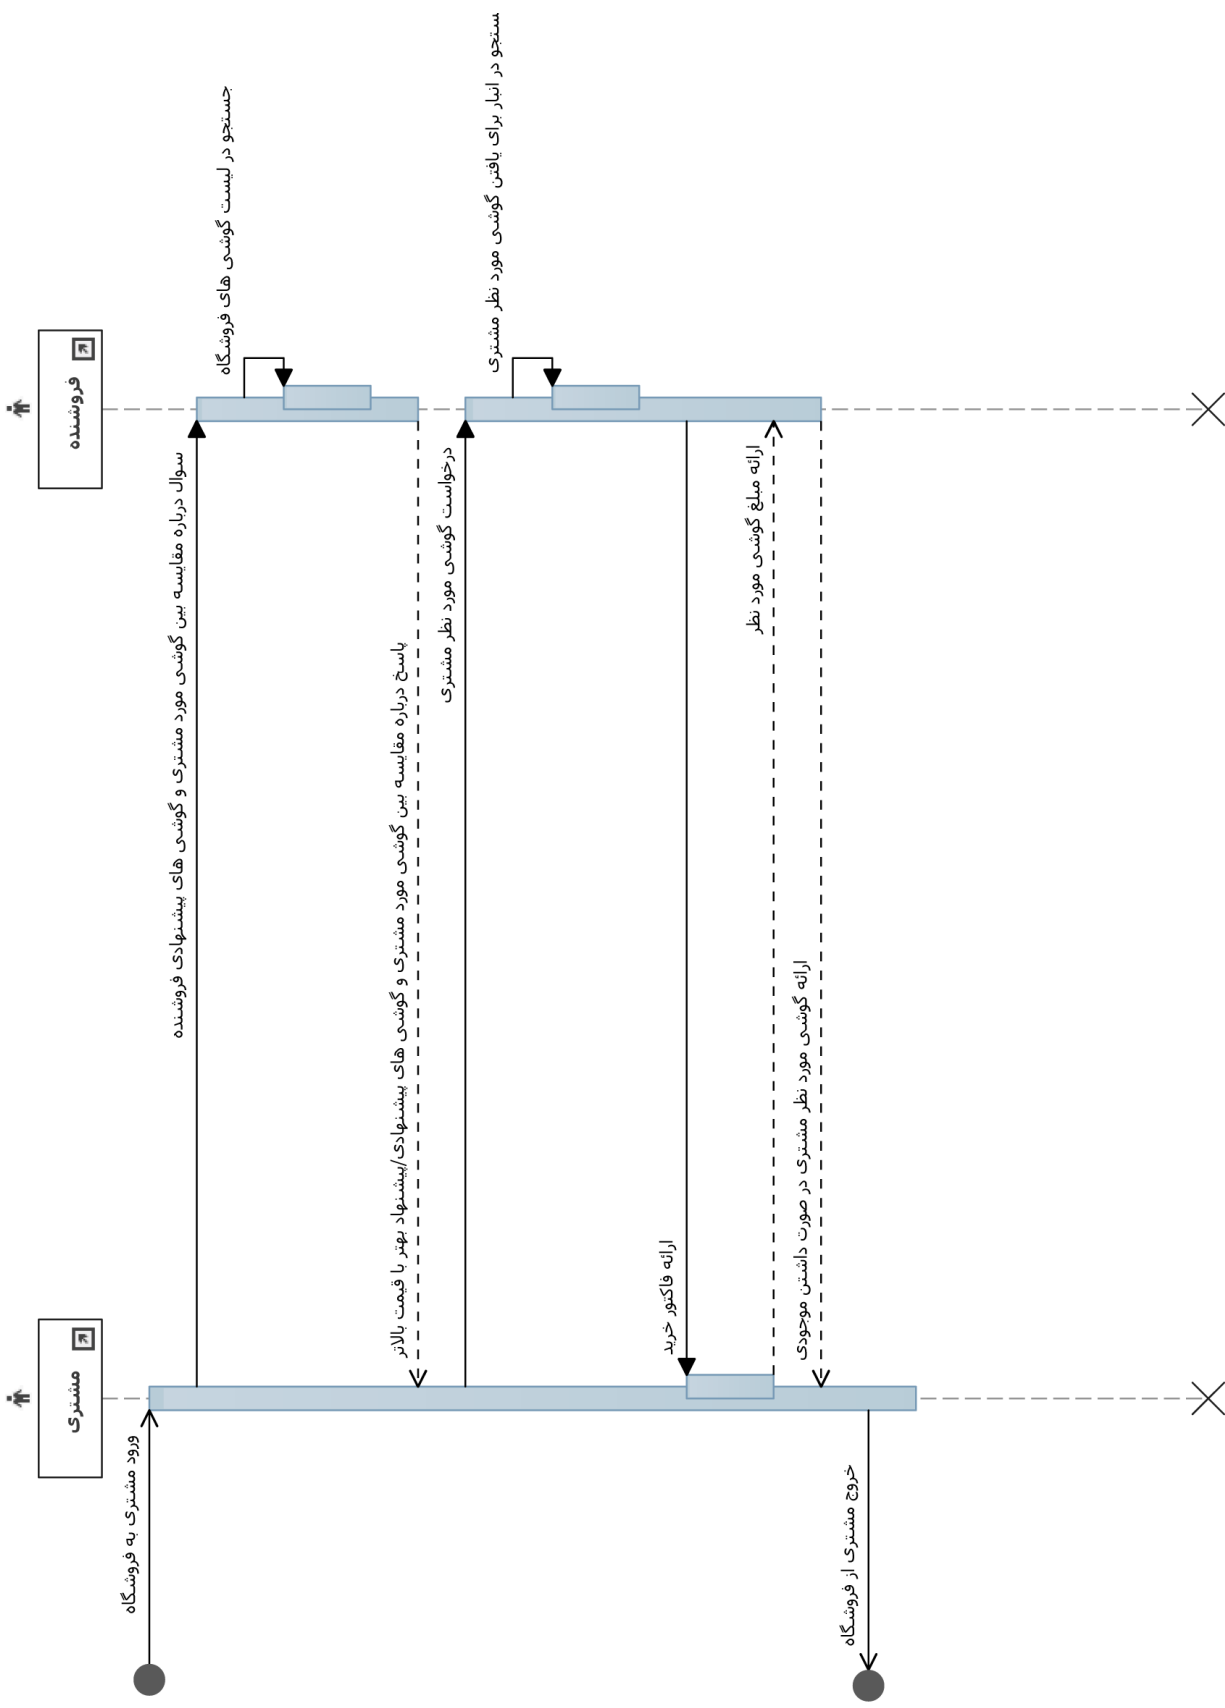 مشتری
فروشنده
ورود مشتری به فروشگاه
سوال درباره مقایسه بین گوشی مورد مشتری و گوشی های پیشنهادی فروشنده
جستجو در لیست گوشی های فروشگاه
پاسخ درباره مقایسه بین گوشی مورد مشتری و گوشی های پیشنهادی/پیشنهاد بهتر با قیمت بالاتر
درخواست گوشی مورد نظر مشتری
ستجو در انبار برای یافتن گوشی مورد نظر مشتری
ارائه فاکتور خرید
ارائه مبلغ گوشی مورد نظر
ارائه گوشی مورد نظر مشتری در صورت داشتن موجودی
خروج مشتری از فروشگاه